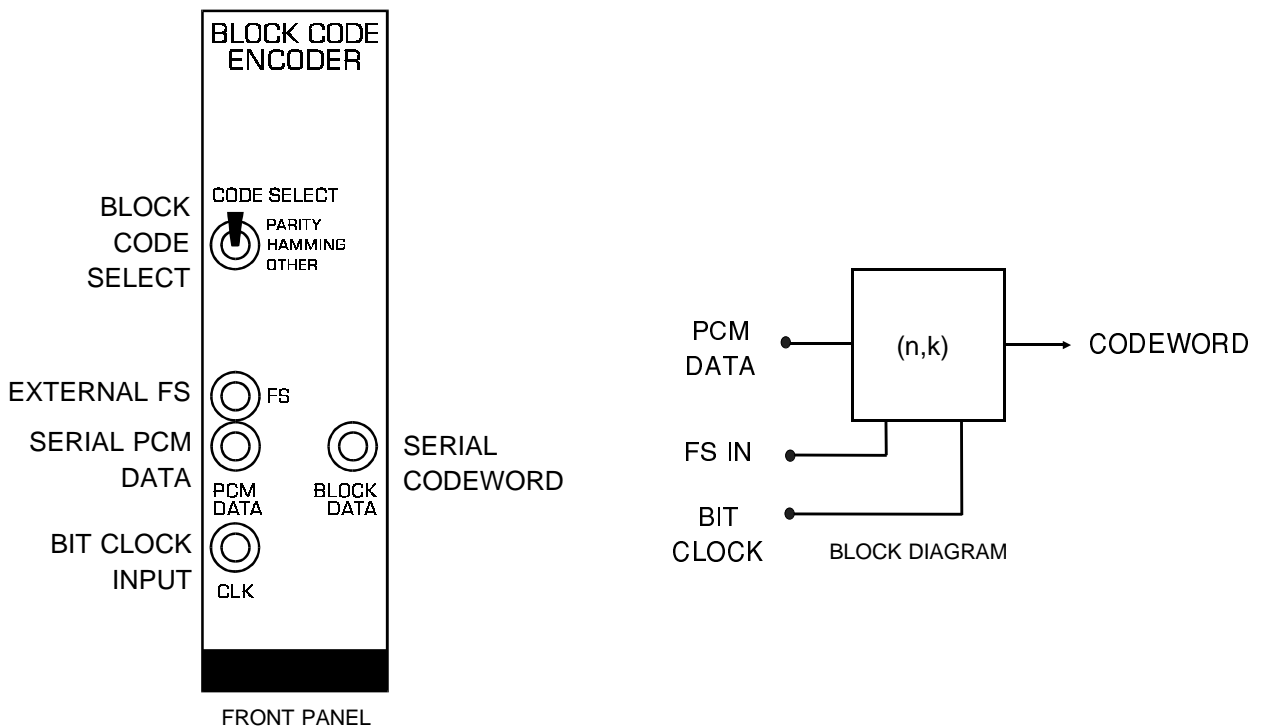 BLOCK CODE
ENCODER
BLOCK
CODE
SELECT
CODE SELECT
PARITY
HAMMING
OTHER
EXTERNAL FS
FS
SERIAL PCM
DATA
PCM
DATA
BLOCK
DATA
SERIAL
CODEWORD
BIT CLOCK
INPUT
CLK
FRONT PANEL
PCM
DATA
(n,k)
CODEWORD
FS IN
BIT
CLOCK
BLOCK DIAGRAM